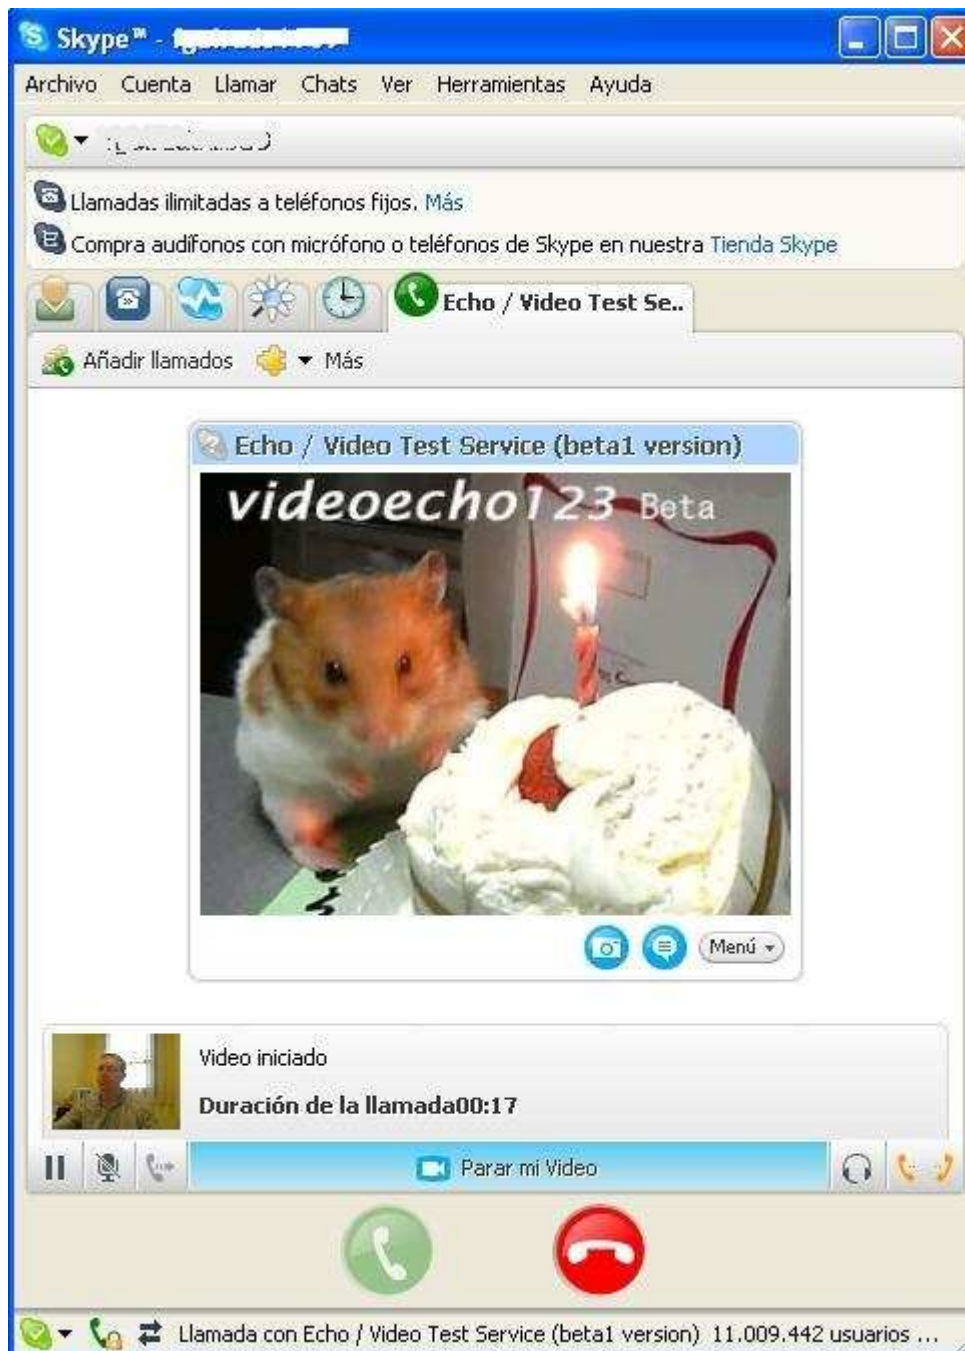 Skype™ -
Archivo Cuenta Llamar Chats Ver Herramientas Ayuda
Llamadas ilimitadas a teléfonos fijos. Más
Compra audífonos con micrófono o teléfonos de Skype en nuestra Tienda Skype
Echo / Video Test Se..
Añadir llamados Más
Echo / Video Test Service (beta1 version)
videoecho123 Beta
Menú
Video iniciado
Duración de la llamada00:17
Parar mi Video
Llamada con Echo / Video Test Service (beta1 version) 11.009.442 usuarios ...